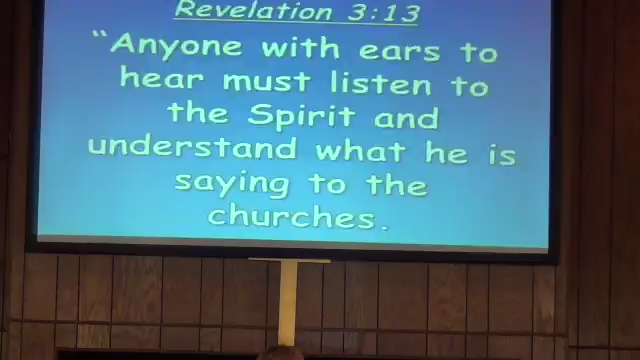 Revelation 3:13
“Anyone with ears to
hear must listen to
the Spirit and
understand what he is
saying to the
churches.